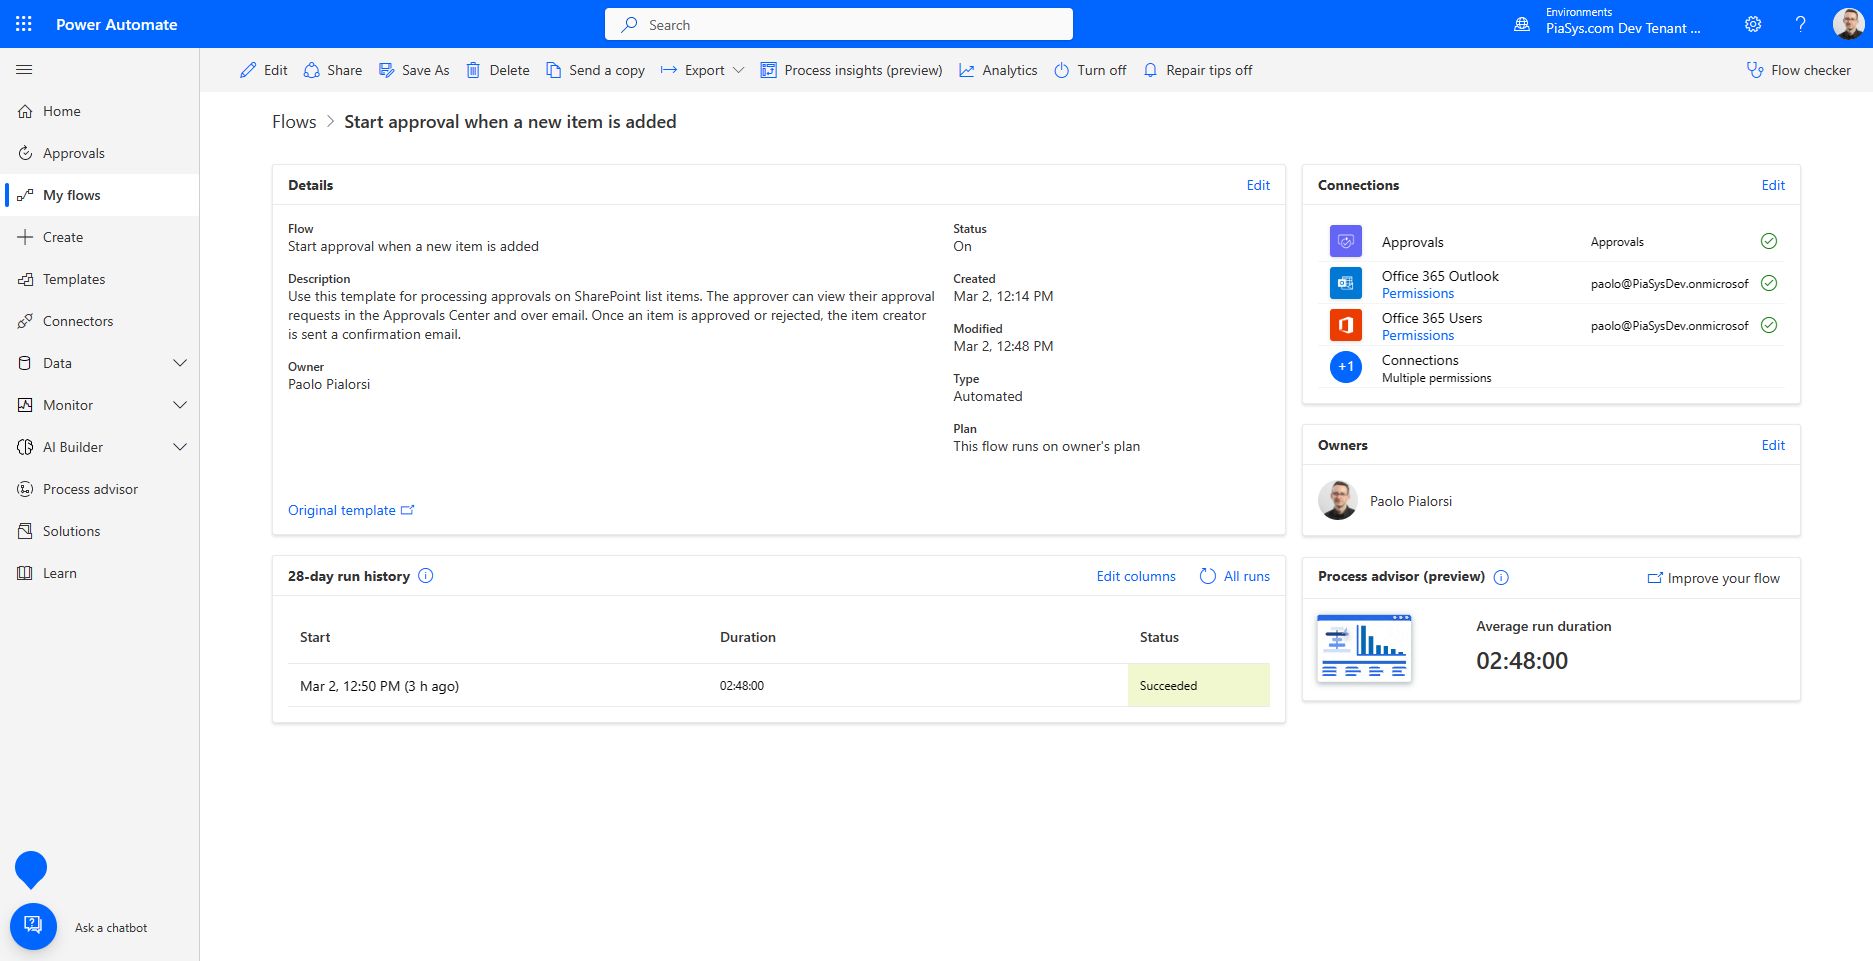 Power Automate
Search
Environments
PiaSys.com Dev Tenant ...
?
Edit
Share
Save As
Delete
Send a copy
Export
Process insights (preview)
Analytics
Turn off
Repair tips off
Flow checker
Home
Approvals
My flows
Create
Templates
Connectors
Data
Monitor
AI Builder
Process advisor
Solutions
Learn
Ask a chatbot
Flows > Start approval when a new item is added
Details
Edit
Flow
Start approval when a new item is added
Description
Use this template for processing approvals on SharePoint list items. The approver can view their approval
requests in the Approvals Center and over email. Once an item is approved or rejected, the item creator
is sent a confirmation email.
Owner
Paolo Pialorsi
Status
On
Created
Mar 2, 12:14 PM
Modified
Mar 2, 12:48 PM
Type
Automated
Plan
This flow runs on owner's plan
Original template
28-day run history
Edit columns
All runs
Start
Duration
Status
Mar 2, 12:50 PM (3 h ago)
02:48:00
Succeeded
Connections
Edit
Approvals
Approvals
Office 365 Outlook
Permissions
paolo@PiaSysDev.onmicrosof
Office 365 Users
Permissions
paolo@PiaSysDev.onmicrosof
+1
Connections
Multiple permissions
Owners
Edit
Paolo Pialorsi
Process advisor (preview)
Improve your flow
Average run duration
02:48:00